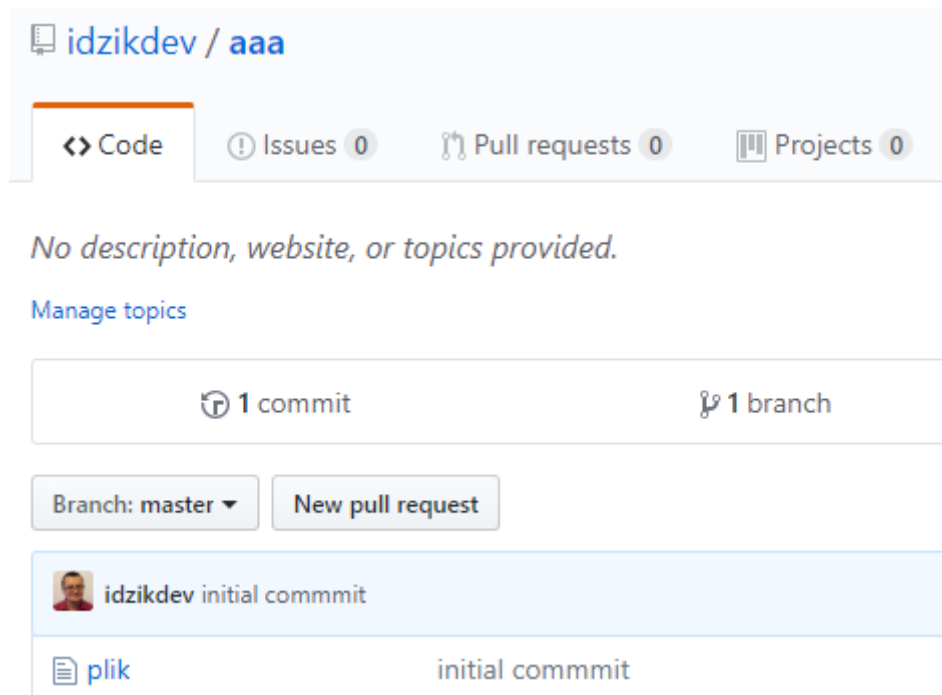 idzikdev / aaa
Code Issues 0 Pull requests 0 Projects 0
No description, website, or topics provided.
Manage topics
1 commit 1 branch
Branch: master New pull request
idzikdev initial commmit
plik initial commmit